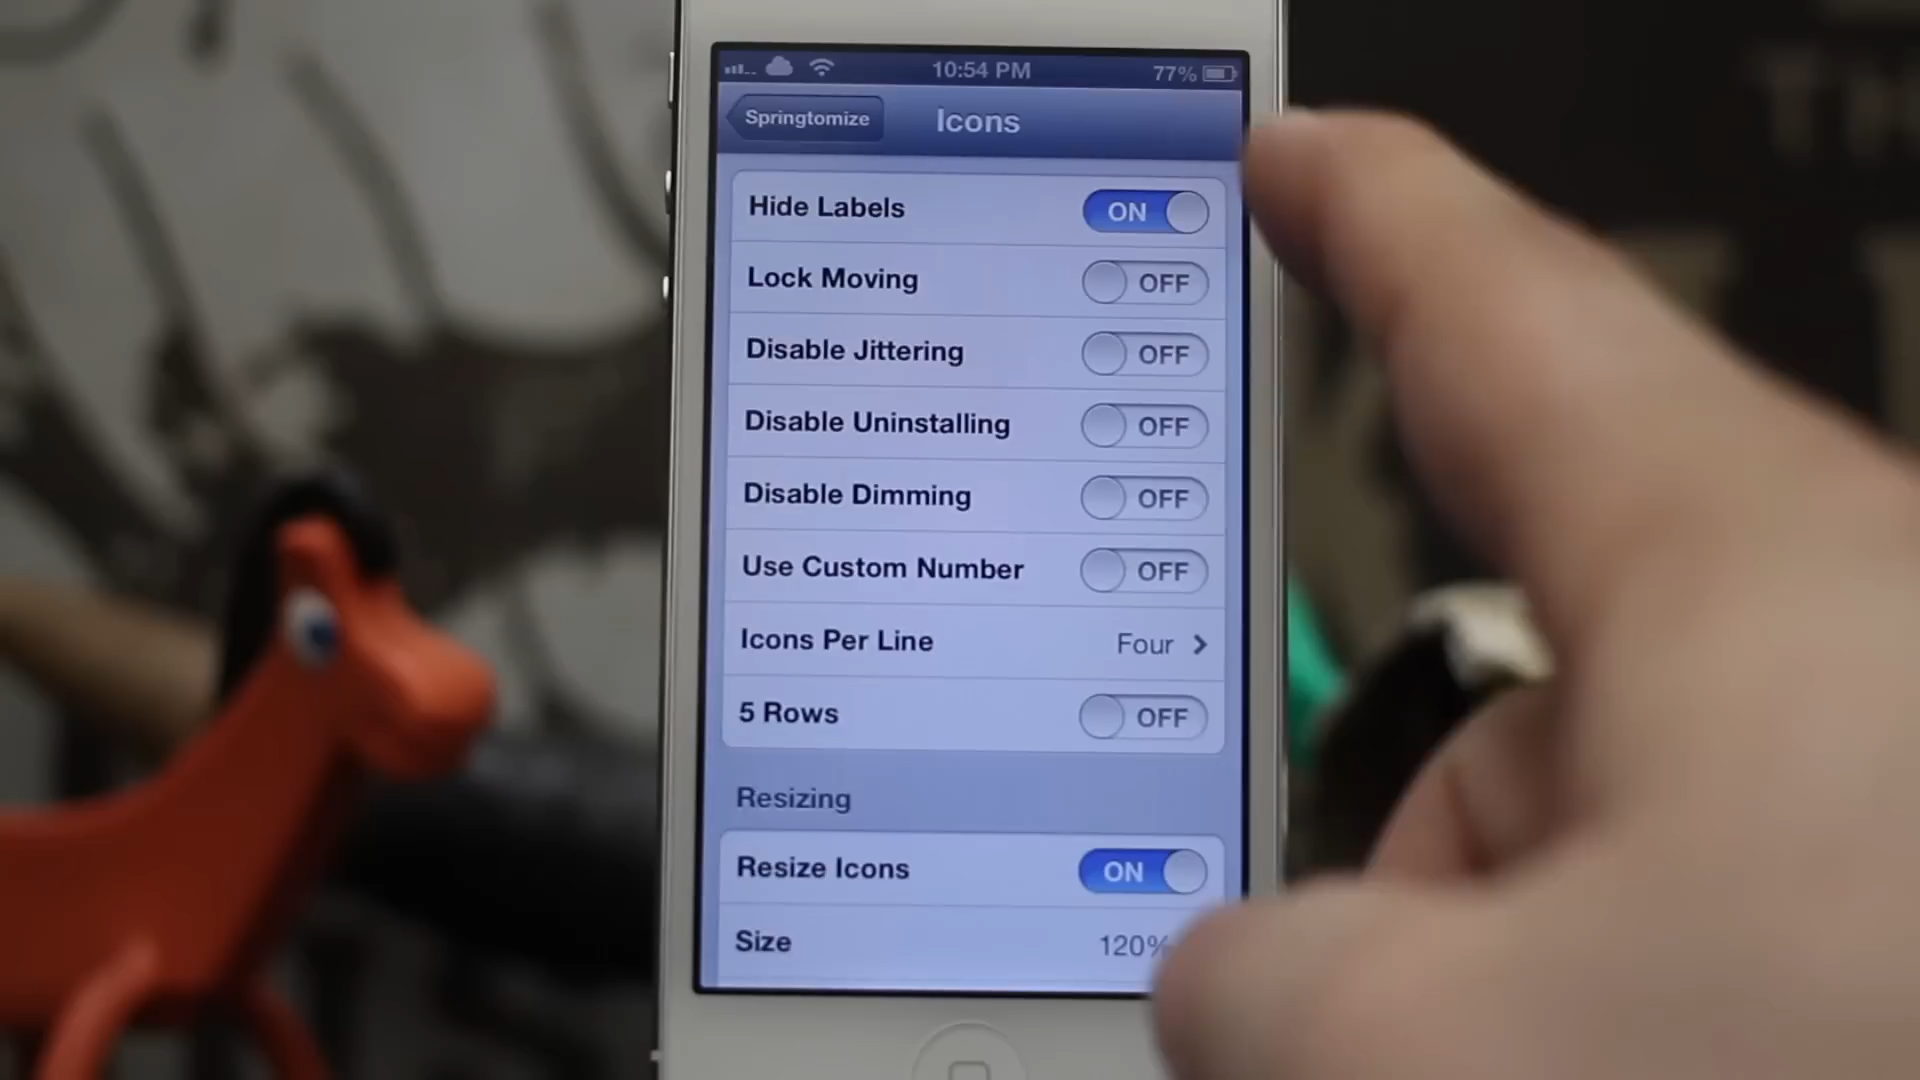 10:54 PM
77%
Springtomize
Icons
Hide Labels ON
Lock Moving OFF
Disable Jittering OFF
Disable Uninstalling OFF
Disable Dimming OFF
Use Custom Number OFF
Icons Per Line Four
5 Rows OFF
Resizing
Resize Icons ON
Size 120%
TH